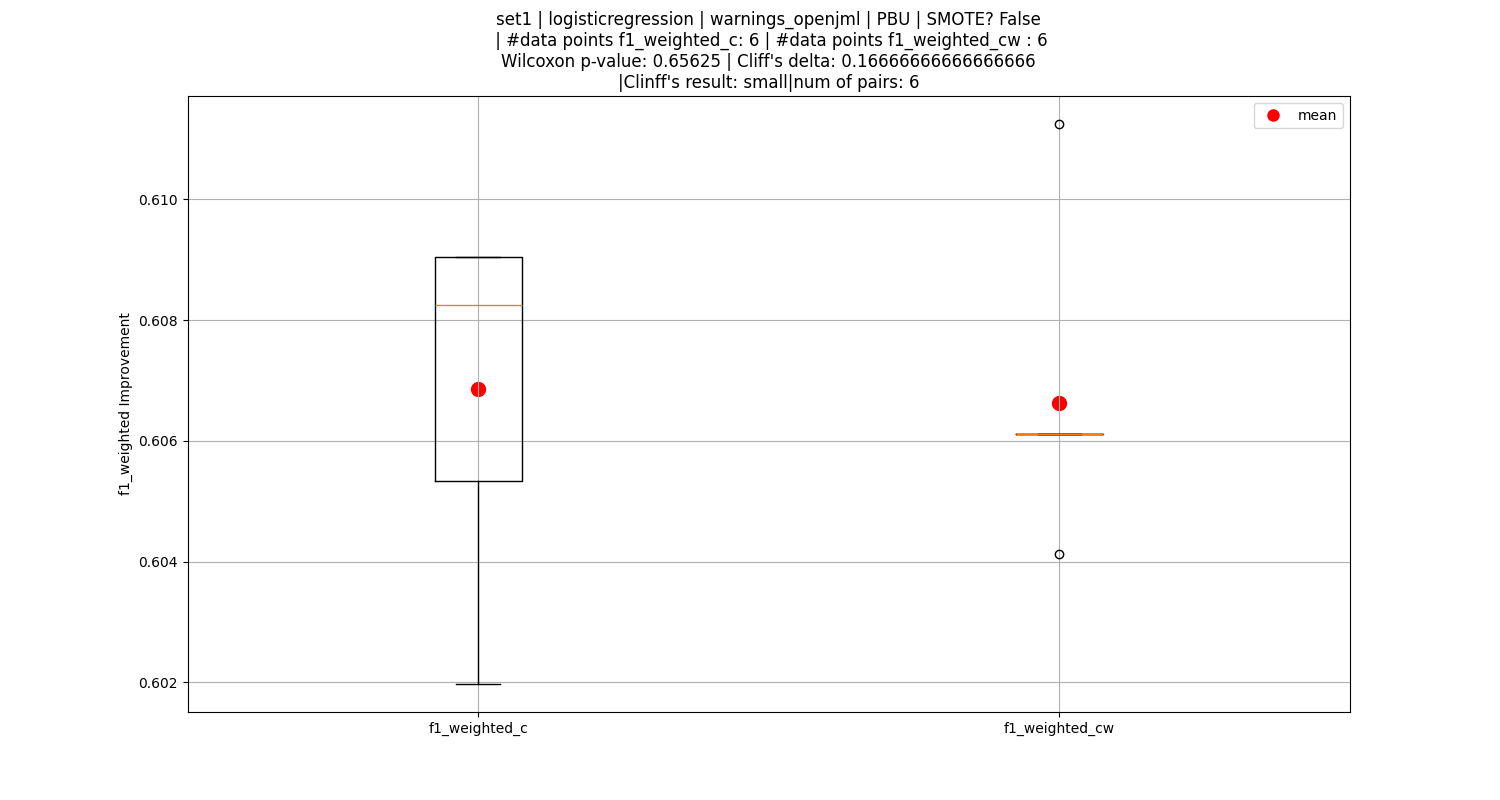 set1 | logisticregression | warnings_openjml | PBU | SMOTE? False
| #data points f1_weighted_c: 6 | #data points f1_weighted_cw : 6
Wilcoxon p-value: 0.65625 | Cliff's delta: 0.16666666666666666
|Clinff's result: small|num of pairs: 6
mean
0.610
0.608
0.606
0.604
0.602
f1_weighted Improvement
f1_weighted_c
f1_weighted_cw